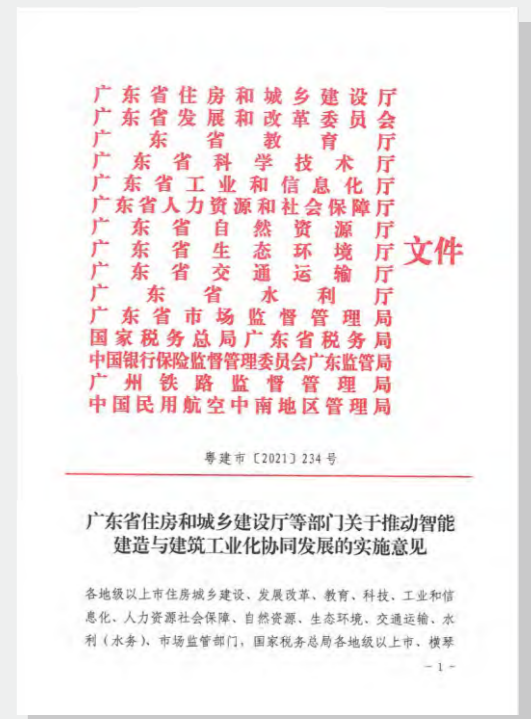 广东省住房和城乡建设厅
广东省发展和改革委员会
广东省教育厅
广东省科学技术厅
广东省工业和信息化厅
广东省人力资源和社会保障厅
广东省自然资源厅
广东省生态环境厅
文件
广东省交通运输厅
广东省水利厅
广东省市场监督管理局
国家税务总局广东省税务局
中国银行保险监督管理委员会广东监管局
广州铁路监督管理局
中国民用航空中南地区管理局
粤建市〔2021〕234号
广东省住房和城乡建设厅等部门关于推动智能
建造与建筑工业化协同发展的实施意见
各地级以上市住房城乡建设、发展改革、教育、科技、工业和信
息化、人力资源社会保障、自然资源、生态环境、交通运输、水
利（水务）、市场监管部门，国家税务总局各地级以上市、横琴
- 1 -